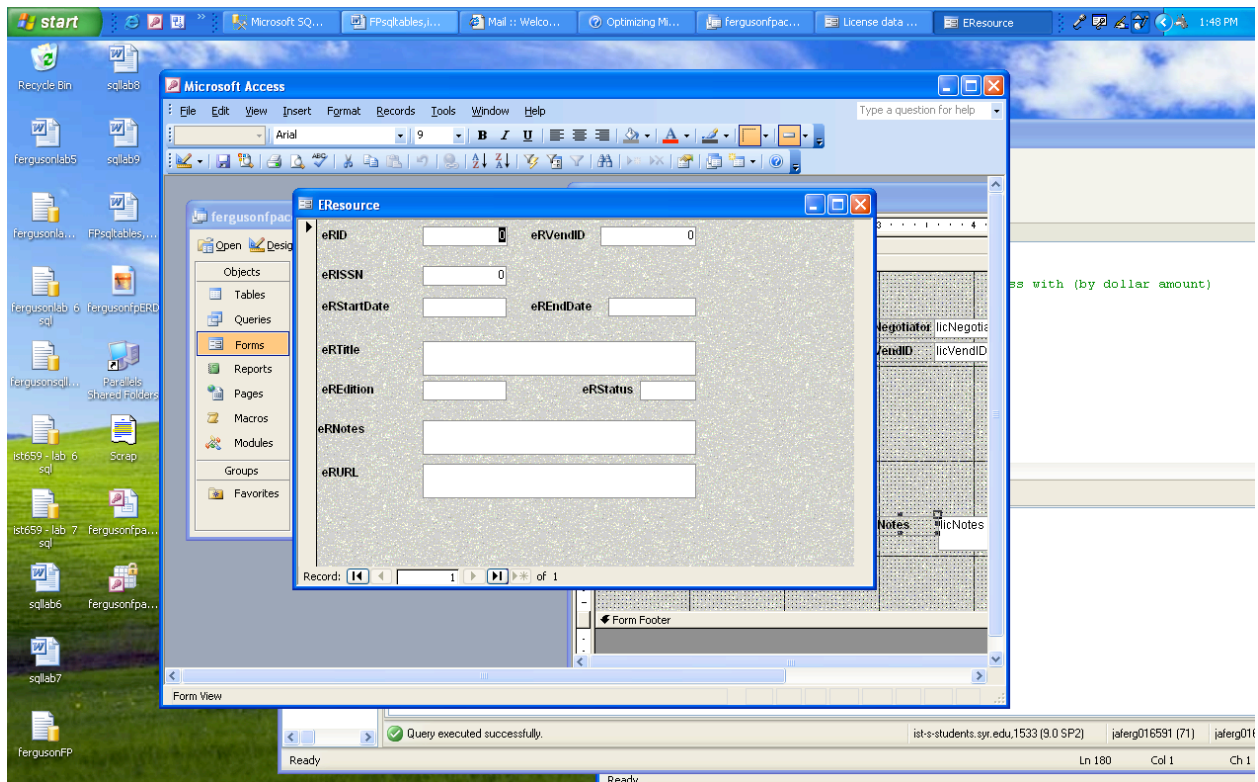 start
Microsoft SQ...
FPsqltables,i...
Mail :: Welco...
Optimizing Mi...
fergusonfpac...
License data ...
EResource
1:48 PM
Recycle Bin
sqllab8
fergusonlab5
sqllab9
fergusonla...
FPsqltables,...
fergusonlab 6 sql
fergusonfpERD
fergusonsqll...
Parallels Shared Folders
ist659 - lab 6 sql
Scrap
ist659 - lab 7 sql
fergusonfpa...
sqllab6
fergusonfpa...
sqllab7
fergusonFP
Microsoft Access
File Edit View Insert Format Records Tools Window Help
Type a question for help
Arial 9 B I U
fergusonfpac
Open Desig
Objects
Tables
Queries
Forms
Reports
Pages
Macros
Modules
Groups
Favorites
EResource
eRID 0 eRVendID 0
eRISSN 0
eRStartDate eREndDate
eRTitle
eREdition eRStatus
eRNotes
eRURL
Record: 1 of 1
3 4
Negotiator licNegotia
VendID licVendID
Notes licNotes
Form Footer
Form View
ss with (by dollar amount)
Query executed successfully.
ist-s-students.syr.edu,1533 (9.0 SP2) jaferg016591 (71) jaferg016
Ready Ln 180 Col 1 Ch 1
Ready